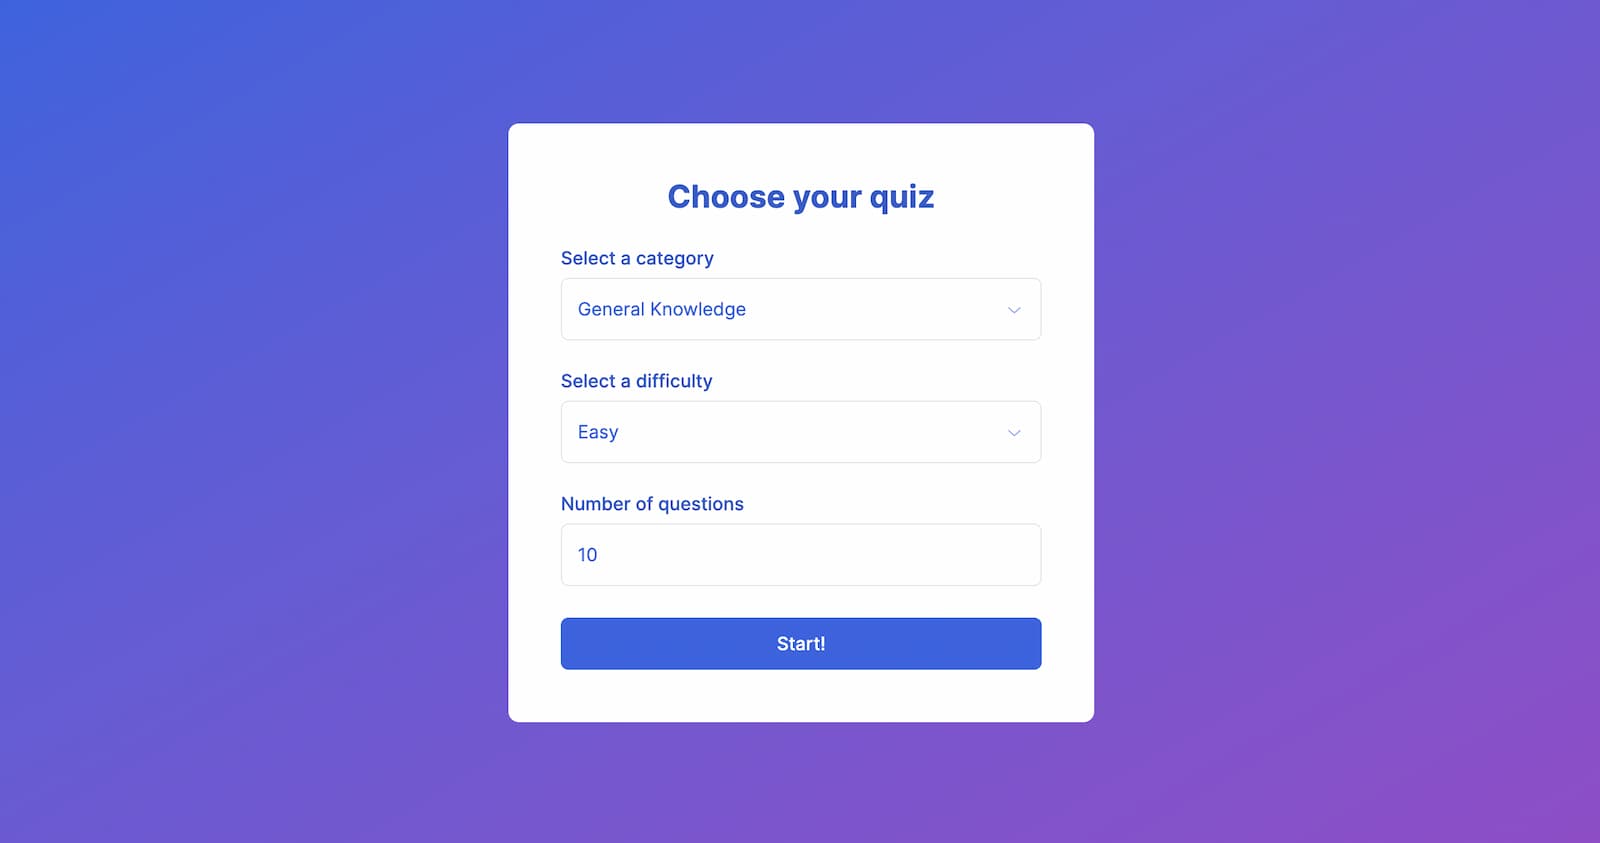 Choose your quiz
Select a category
General Knowledge
Select a difficulty
Easy
Number of questions
10
Start!